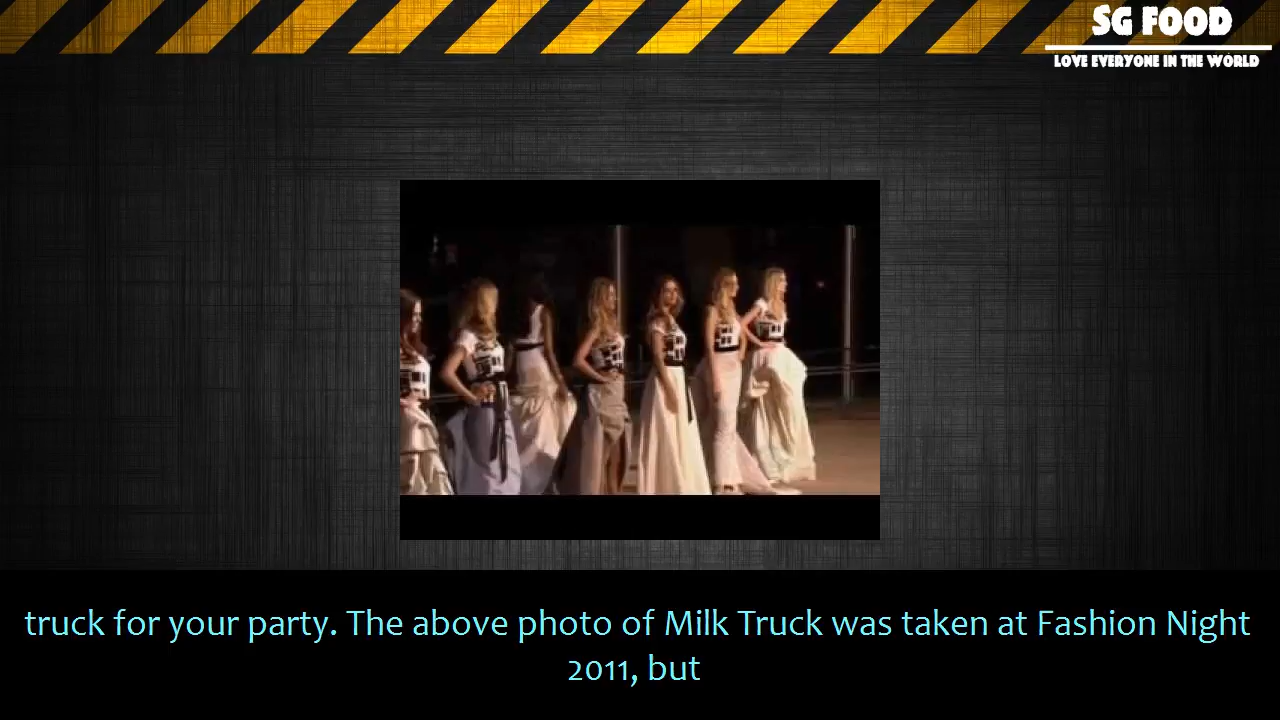 SG FOOD
LOVE EVERYONE IN THE WORLD
truck for your party. The above photo of Milk Truck was taken at Fashion Night
2011, but